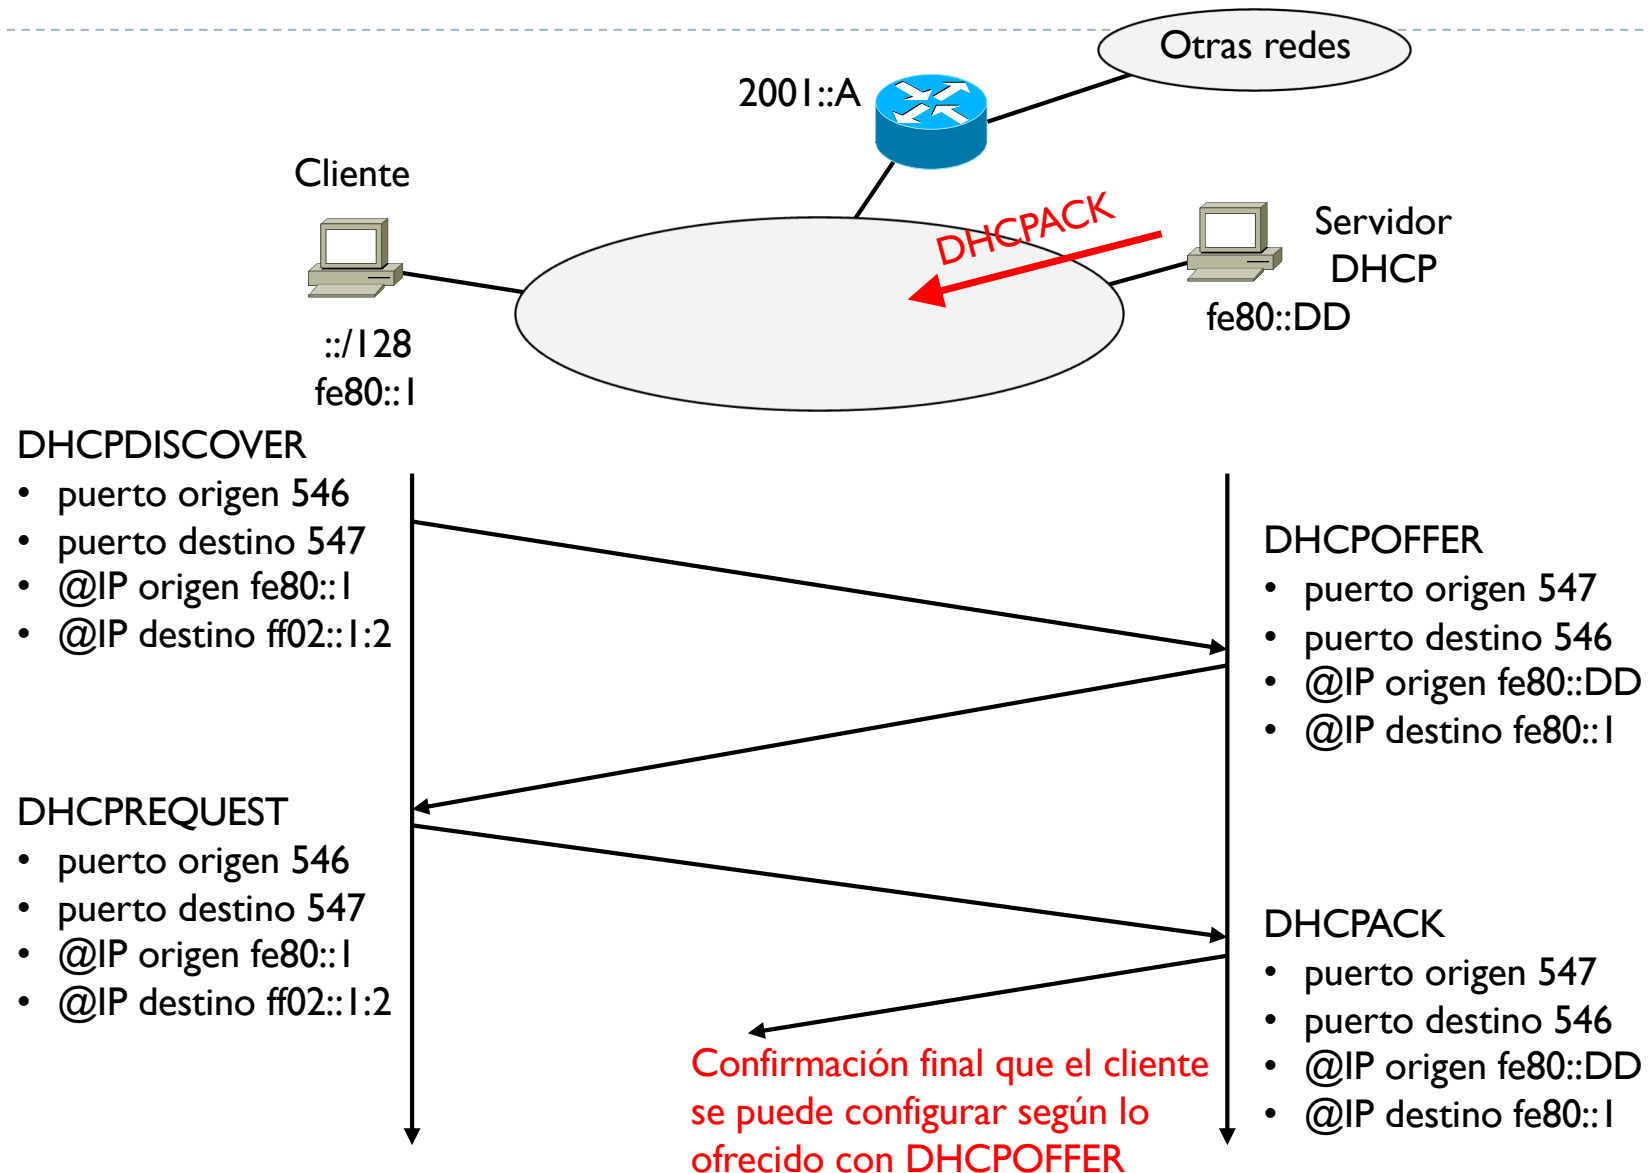 Otras redes
2001::A
Cliente
DHCPACK
Servidor
DHCP
fe80::DD
::/128
fe80::1
DHCPDISCOVER
• puerto origen 546
• puerto destino 547
• @IP origen fe80::1
• @IP destino ff02::1:2
DHCPOFFER
• puerto origen 547
• puerto destino 546
• @IP origen fe80::DD
• @IP destino fe80::1
DHCPREQUEST
• puerto origen 546
• puerto destino 547
• @IP origen fe80::1
• @IP destino ff02::1:2
DHCPACK
• puerto origen 547
• puerto destino 546
• @IP origen fe80::DD
• @IP destino fe80::1
Confirmación final que el cliente
se puede configurar según lo
ofrecido con DHCPOFFER